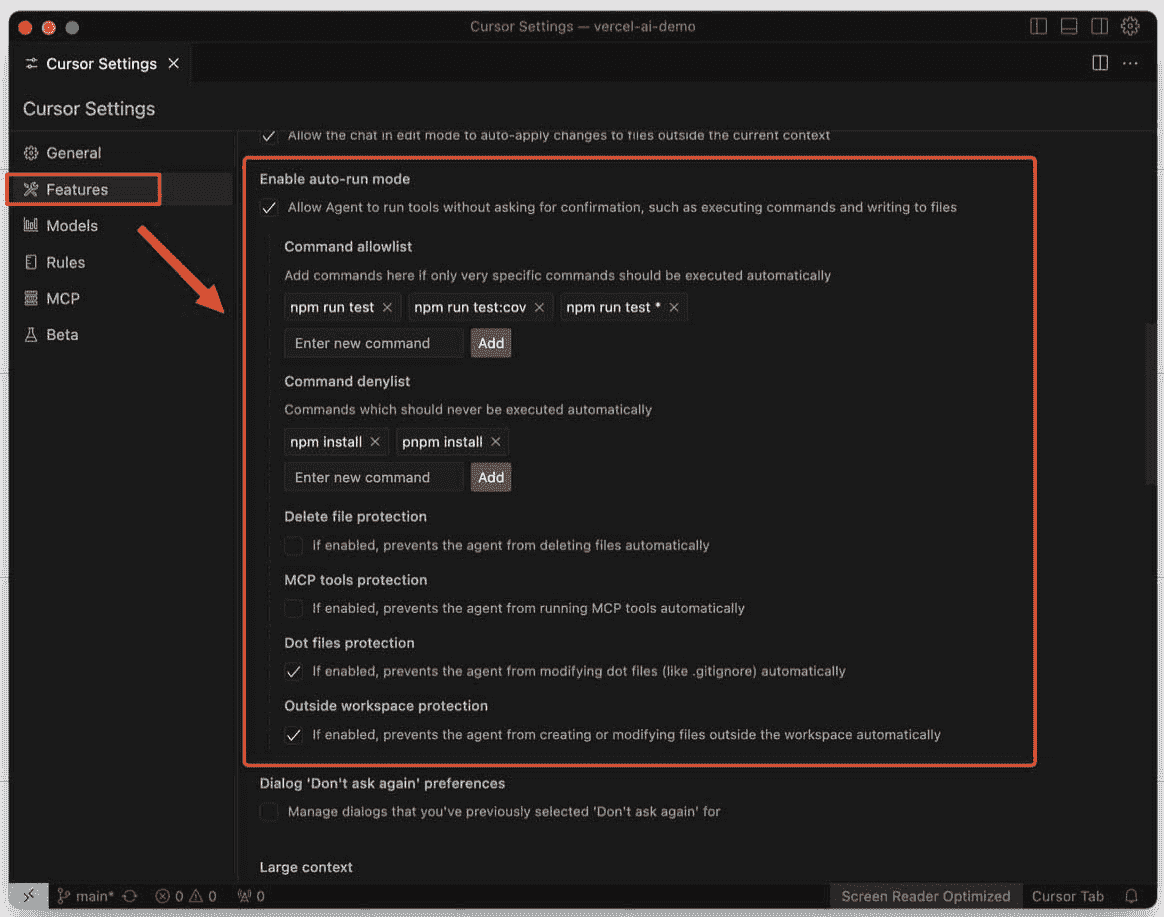 Cursor Settings — vercel-ai-demo
Cursor Settings
Cursor Settings
General
Features
Models
Rules
MCP
Beta
Allow the chat in edit mode to auto-apply changes to files outside the current context
Enable auto-run mode
Allow Agent to run tools without asking for confirmation, such as executing commands and writing to files
Command allowlist
Add commands here if only very specific commands should be executed automatically
npm run test npm run test:cov npm run test *
Enter new command Add
Command denylist
Commands which should never be executed automatically
npm install pnpm install
Enter new command Add
Delete file protection
If enabled, prevents the agent from deleting files automatically
MCP tools protection
If enabled, prevents the agent from running MCP tools automatically
Dot files protection
If enabled, prevents the agent from modifying dot files (like .gitignore) automatically
Outside workspace protection
If enabled, prevents the agent from creating or modifying files outside the workspace automatically
Dialog 'Don't ask again' preferences
Manage dialogs that you've previously selected 'Don't ask again' for
Large context
main* 0 0 0 Screen Reader Optimized Cursor Tab